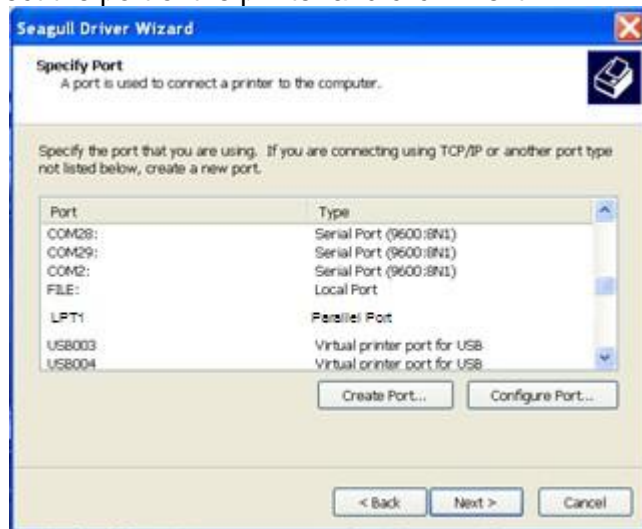 Seagull Driver Wizard
Specify Port
A port is used to connect a printer to the computer.
Specify the port that you are using. If you are connecting using TCP/IP or another port type
not listed below, create a new port.
Port Type
COM28: Serial Port (9600:8N1)
COM29: Serial Port (9600:8N1)
COM2: Serial Port (9600:8N1)
FILE: Local Port
LPT1 Parallel Port
USB003 Virtual printer port for USB
USB004 Virtual printer port for USB
Create Port... Configure Port...
< Back Next > Cancel